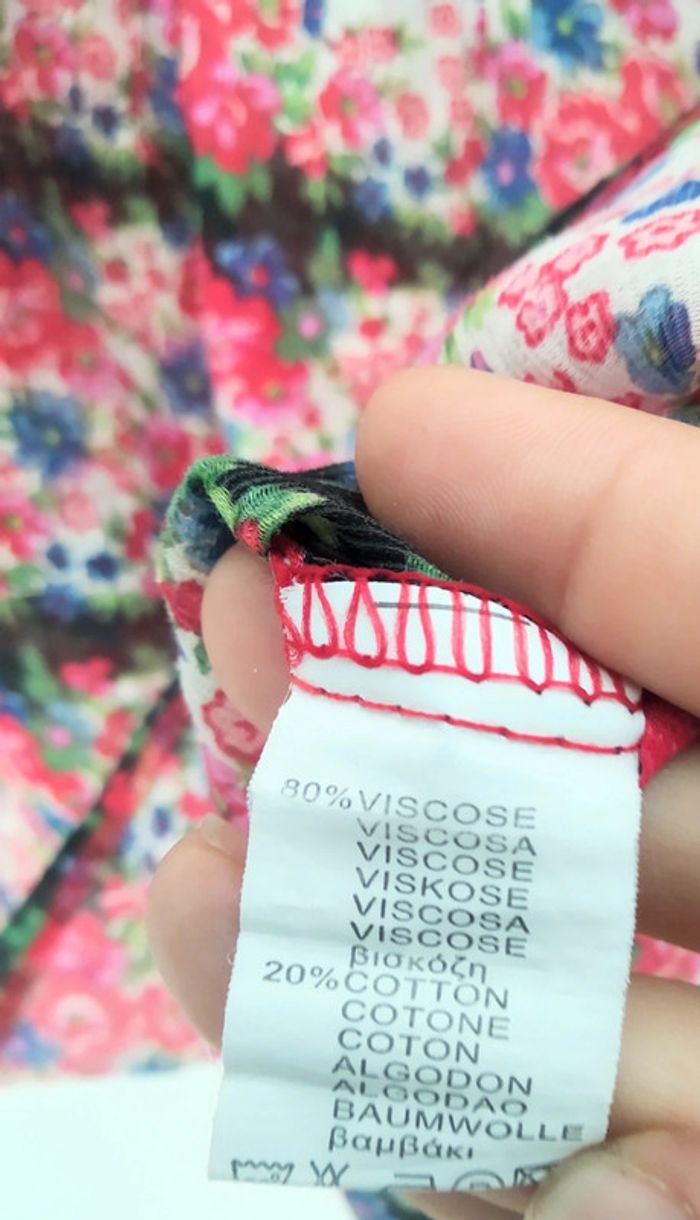 80% VISCOSE
VISCOSA
VISCOSE
VISKOSE
VISCOSA
VISCOSE
βισκόζη
20% COTTON
COTONE
COTON
ALGODON
ALGODAO
BAUMWOLLE
βαμβάκι